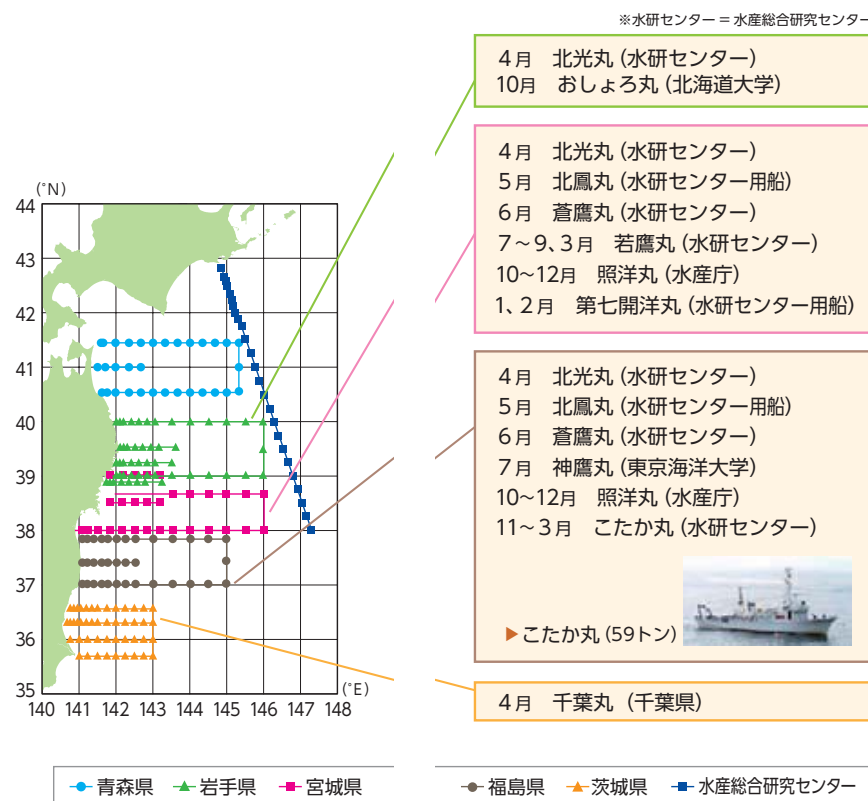 ※水研センター = 水産総合研究センター
4月 北光丸 (水研センター)
10月 おしょろ丸 (北海道大学)
4月 北光丸 (水研センター)
5月 北鳳丸 (水研センター用船)
6月 蒼鷹丸 (水研センター)
7～9、3月 若鷹丸 (水研センター)
10~12月 照洋丸 (水産庁)
1、2月 第七開洋丸 (水研センター用船)
4月 北光丸 (水研センター)
5月 北鳳丸 (水研センター用船)
6月 蒼鷹丸 (水研センター)
7月 神鷹丸 (東京海洋大学)
10~12月 照洋丸 (水産庁)
11～3月 こたか丸 (水研センター)
▶こたか丸 (59トン)
4月 千葉丸 (千葉県)
(°N)
44
43
42
41
40
39
38
37
36
35
140 141 142 143 144 145 146 147 148
(°E)
青森県 岩手県 宮城県 福島県 茨城県 水産総合研究センター